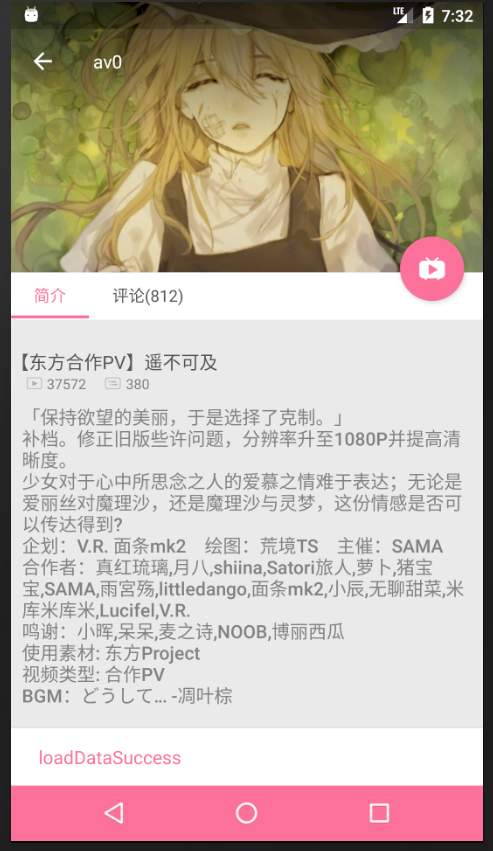 LTE 7:32
av0
简介 评论(812)
【东方合作PV】遥不可及
37572 380
「保持欲望的美丽，于是选择了克制。」
补档。修正旧版些许问题，分辨率升至1080P并提高清
晰度。
少女对于心中所思念之人的爱慕之情难于表达；无论是
爱丽丝对魔理沙，还是魔理沙与灵梦，这份情感是否可
以传达得到?
企划：V.R. 面条mk2 绘图：荒境TS 主催：SAMA
合作者：真红琉璃,月八,shiina,Satori旅人,萝卜,猪宝
宝,SAMA,雨宮殇,littledango,面条mk2,小辰,无聊甜菜,米
库米库米,Lucifel,V.R.
鸣谢：小晖,呆呆,麦之诗,NOOB,博丽西瓜
使用素材: 东方Project
视频类型: 合作PV
BGM：どうして… -凋叶棕
loadDataSuccess